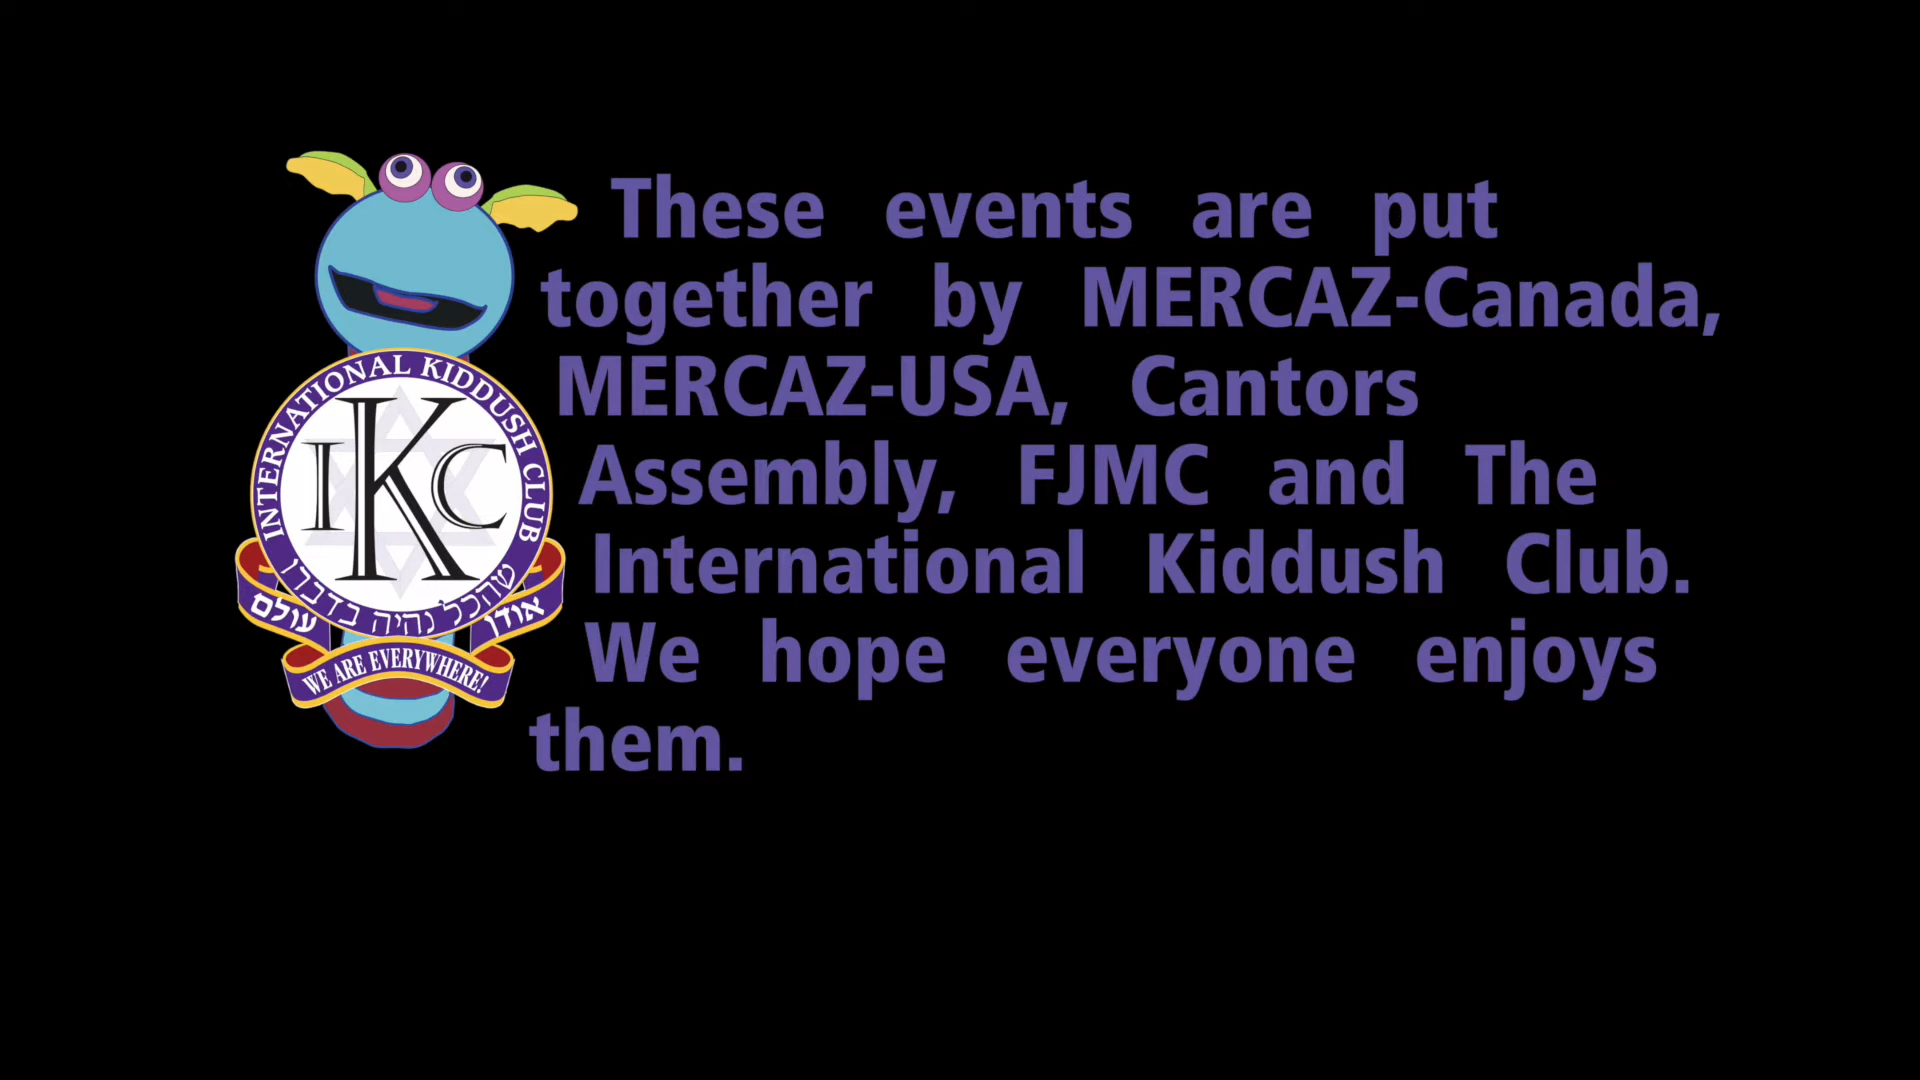 These events are put
together by MERCAZ-Canada,
MERCAZ-USA, Cantors
Assembly, FJMC and The
International Kiddush Club.
We hope everyone enjoys
them.
INTERNATIONAL KIDDUSH CLUB
IKC
שהכל נהיה בדברו
אודן עולם
WE ARE EVERYWHERE!